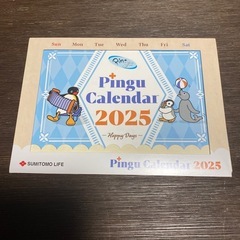 Sun Mon Tue Wed Thu Fri Sat
Pingu
Pingu
Calendar
2025
Happy Days
SUMITOMO LIFE
Pingu Calendar 2025